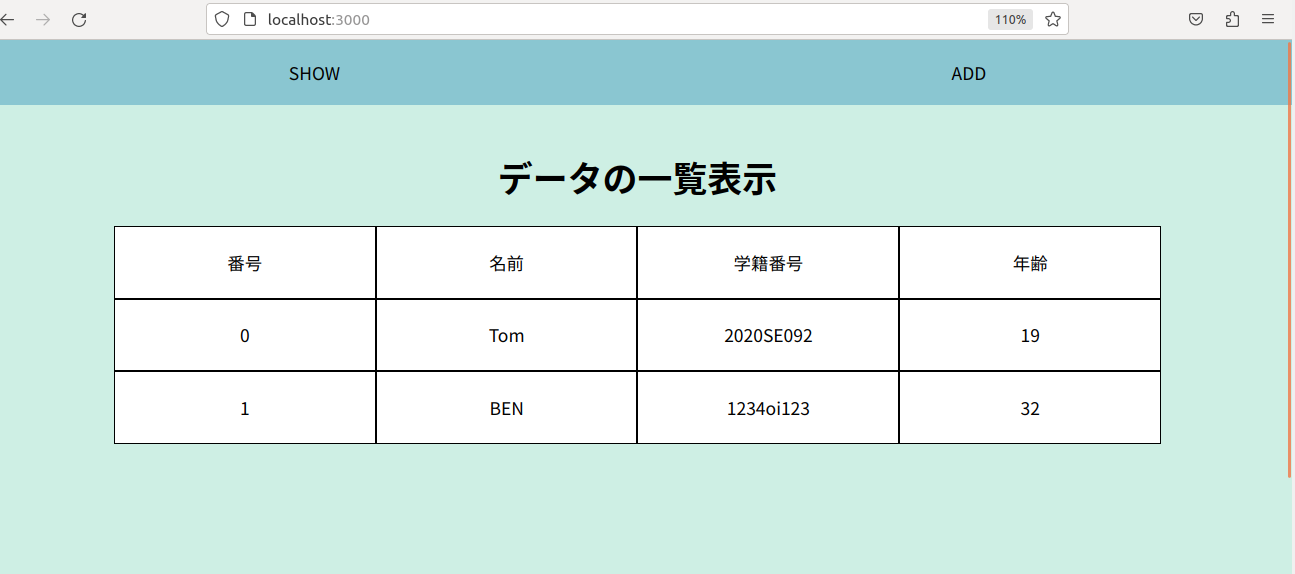 localhost:3000 110%
SHOW ADD
データの一覧表示
番号 名前 学籍番号 年齢
0 Tom 2020SE092 19
1 BEN 1234oi123 32